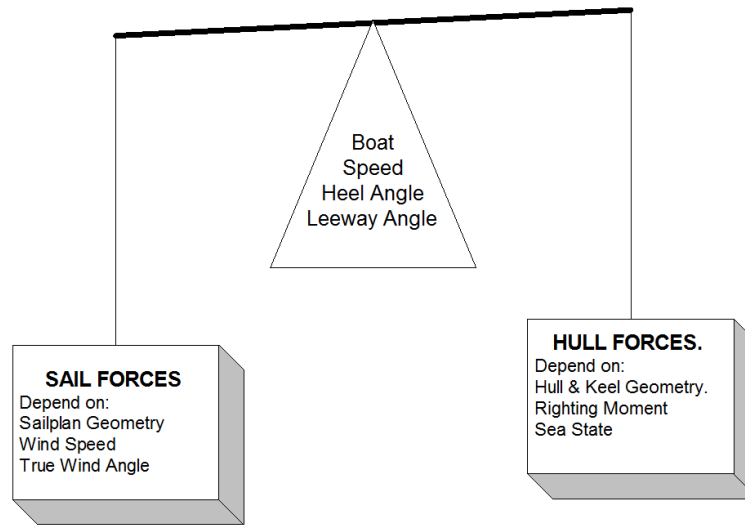 Boat
Speed
Heel Angle
Leeway Angle
SAIL FORCES
Depend on:
Sailplan Geometry
Wind Speed
True Wind Angle
HULL FORCES.
Depend on:
Hull & Keel Geometry.
Righting Moment
Sea State